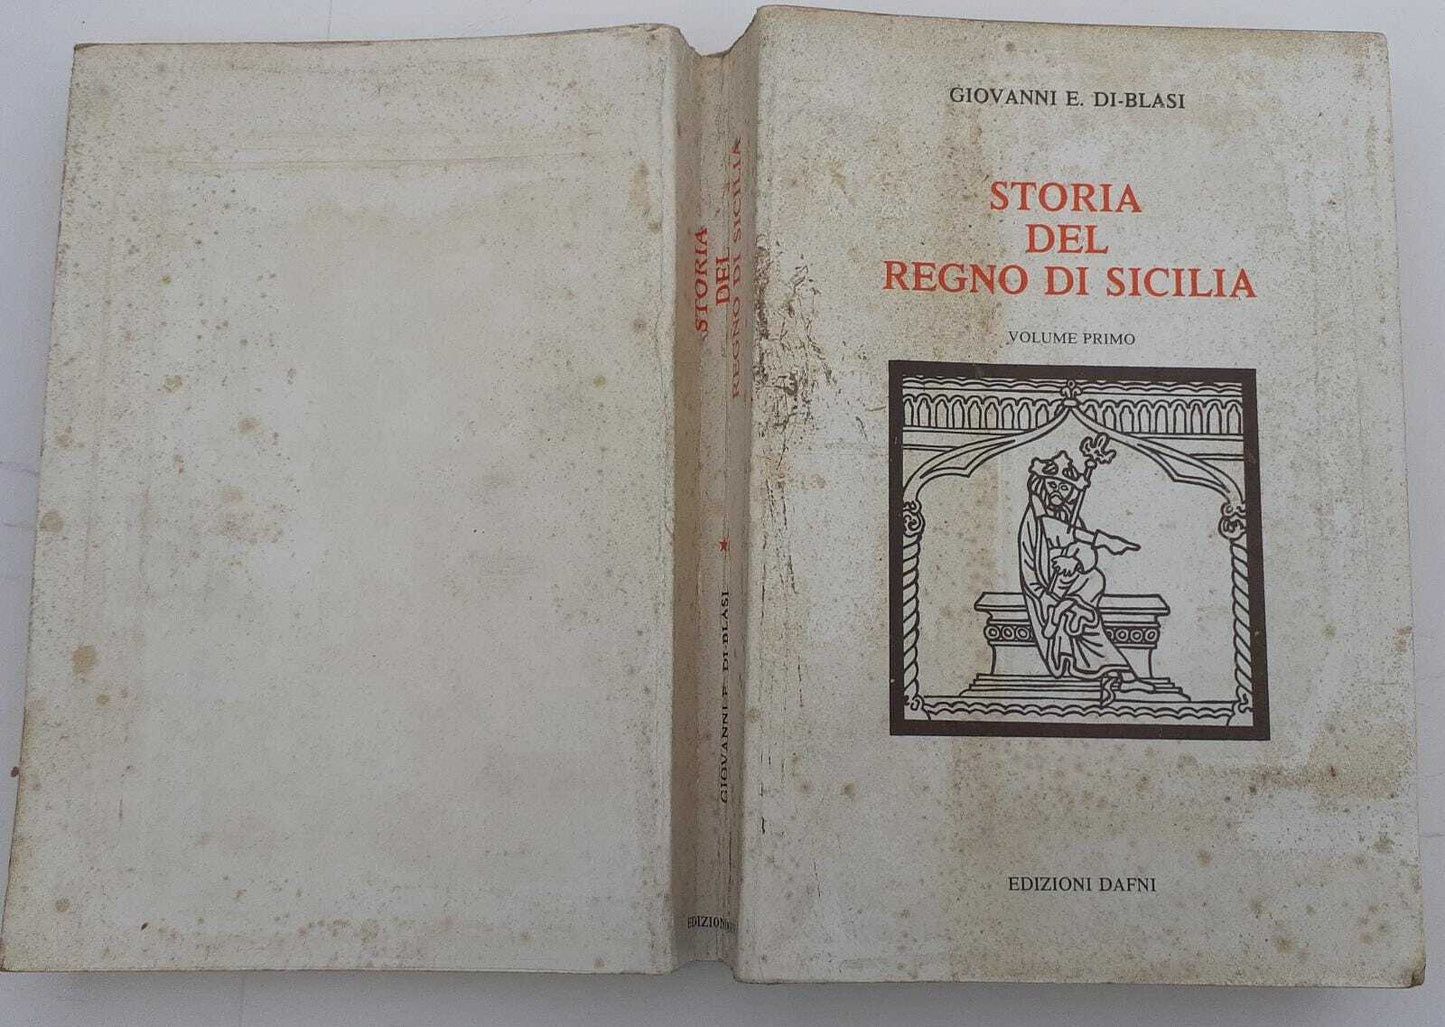 GIOVANNI E. DI-BLASI
STORIA
DEL
REGNO DI SICILIA
VOLUME PRIMO
EDIZIONI DAFNI
STORIA
DEL
REGNO DI SICILIA
GIOVANNI E. DI-BLASI